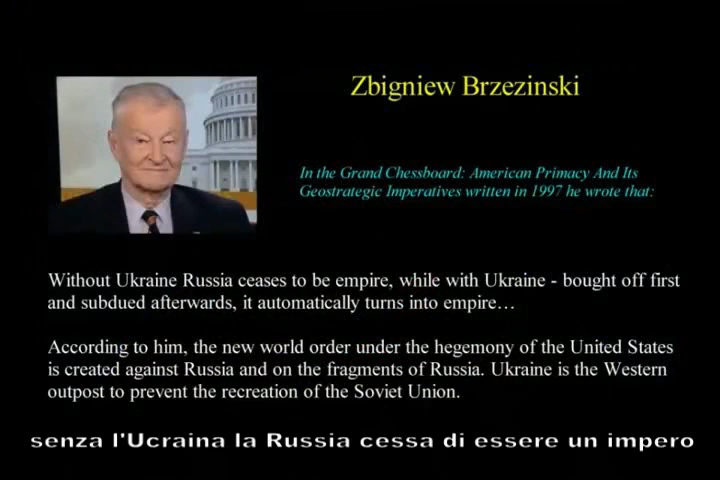 Zbigniew Brzezinski
In the Grand Chessboard: American Primacy And Its
Geostrategic Imperatives written in 1997 he wrote that:
Without Ukraine Russia ceases to be empire, while with Ukraine - bought off first
and subdued afterwards, it automatically turns into empire…
According to him, the new world order under the hegemony of the United States
is created against Russia and on the fragments of Russia. Ukraine is the Western
outpost to prevent the recreation of the Soviet Union.
senza l'Ucraina la Russia cessa di essere un impero